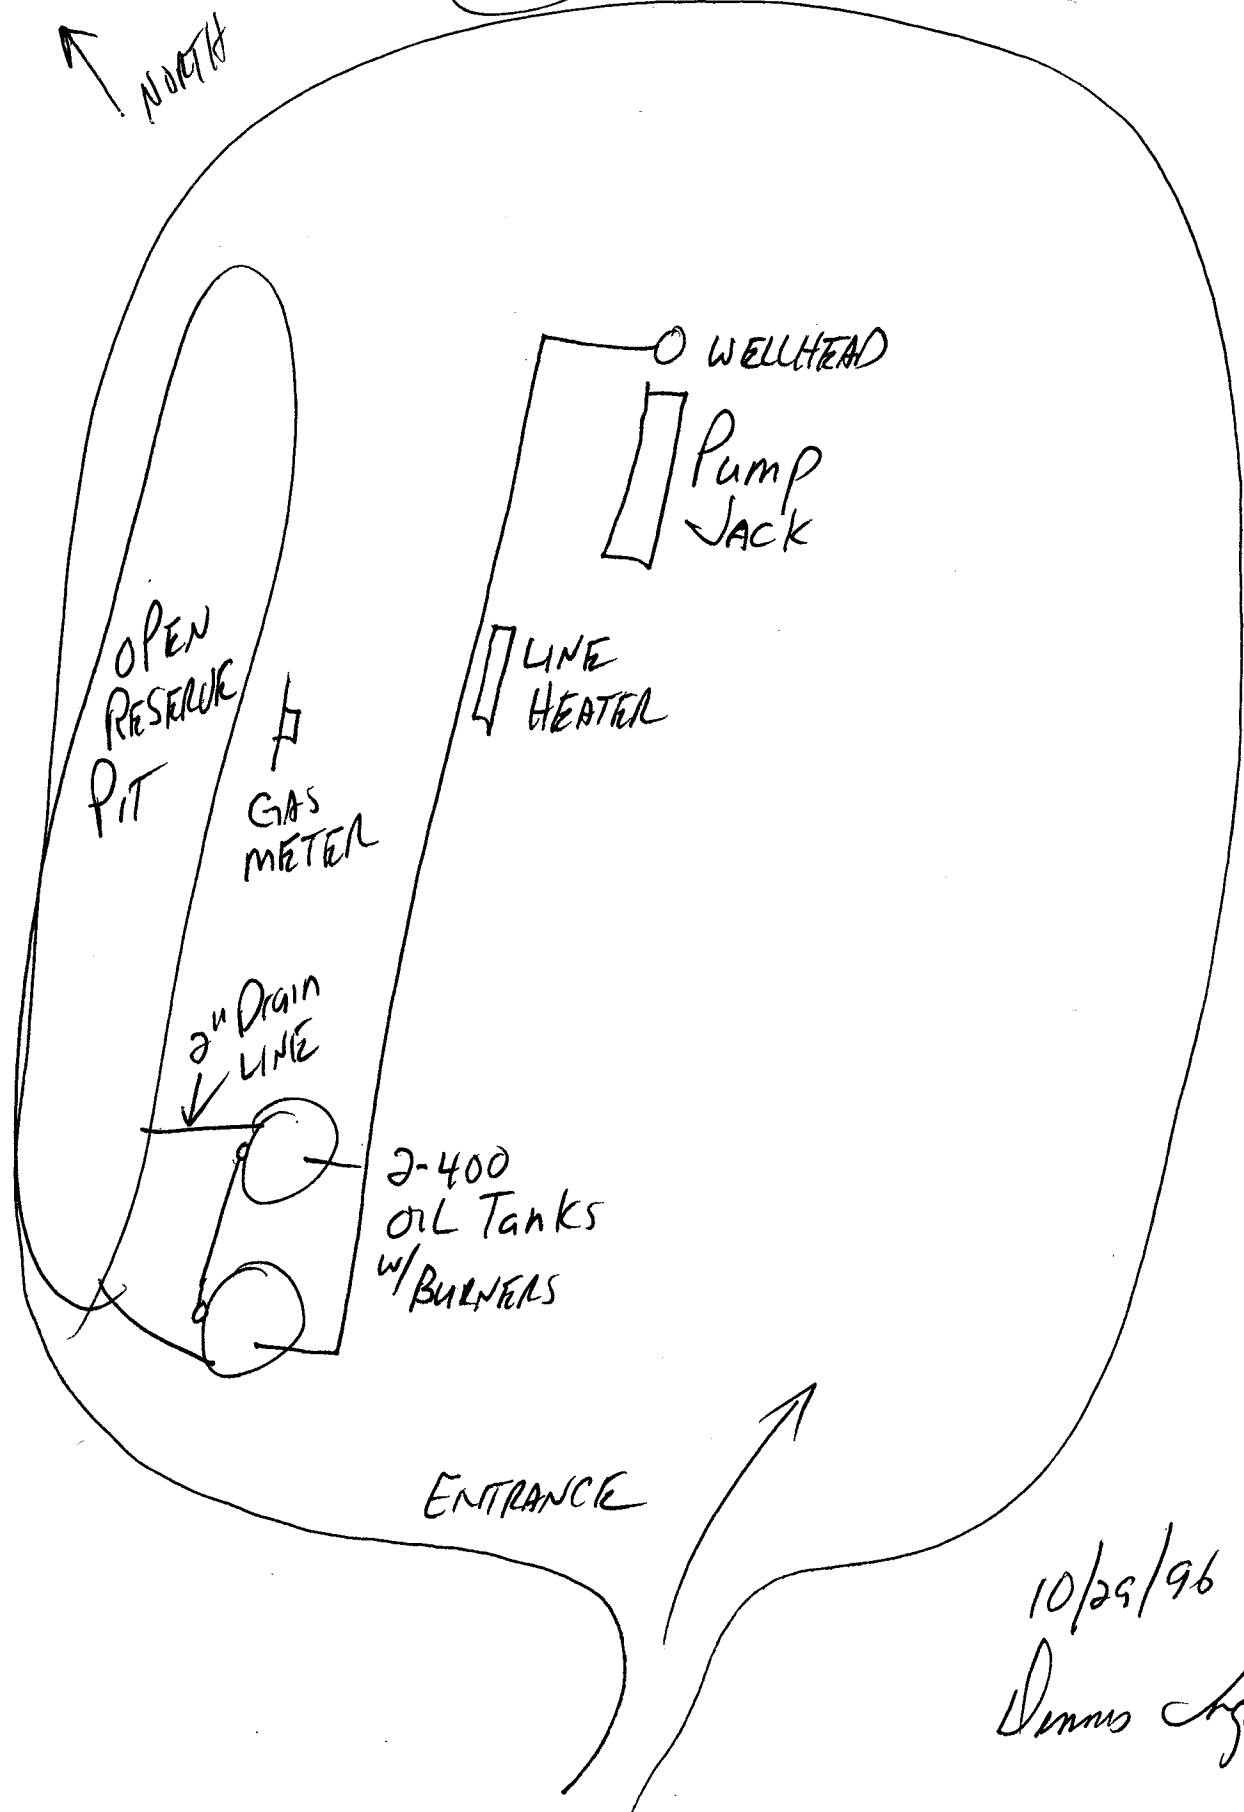 NORTH
WELLHEAD
Pump
JACK
OPEN
RESERVE
PIT
LINE
HEATER
GAS
METER
2" Drain
LINE
2-400
OIL Tanks
w/BURNERS
ENTRANCE
10/29/96
Dennis